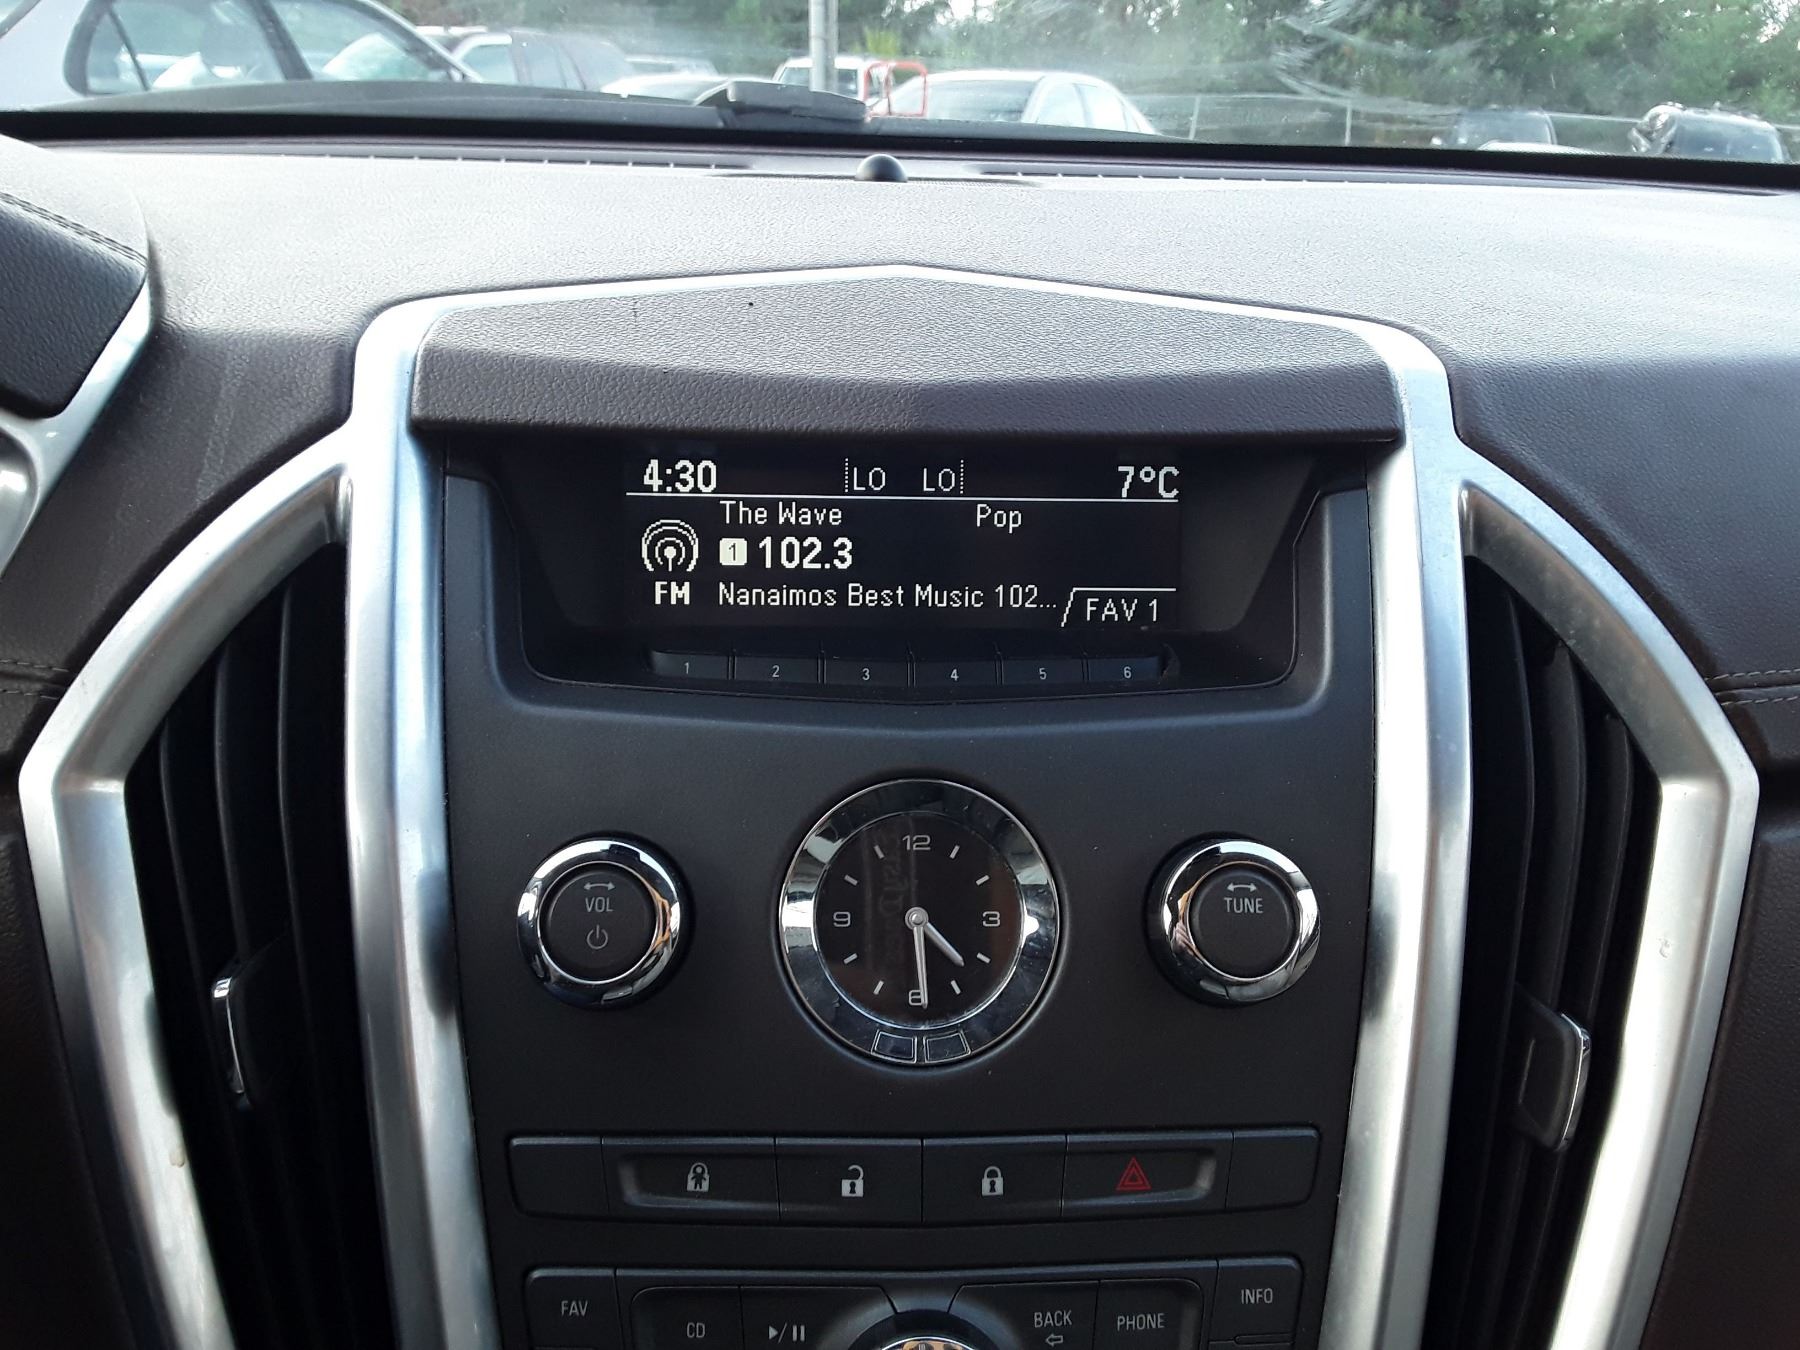 4:30 LO LO 7°C
The Wave Pop
1 102.3
FM Nanaimos Best Music 102... FAV 1
1 2 3 4 5 6
12
9 3
6
VOL
TUNE
FAV CD BACK PHONE INFO